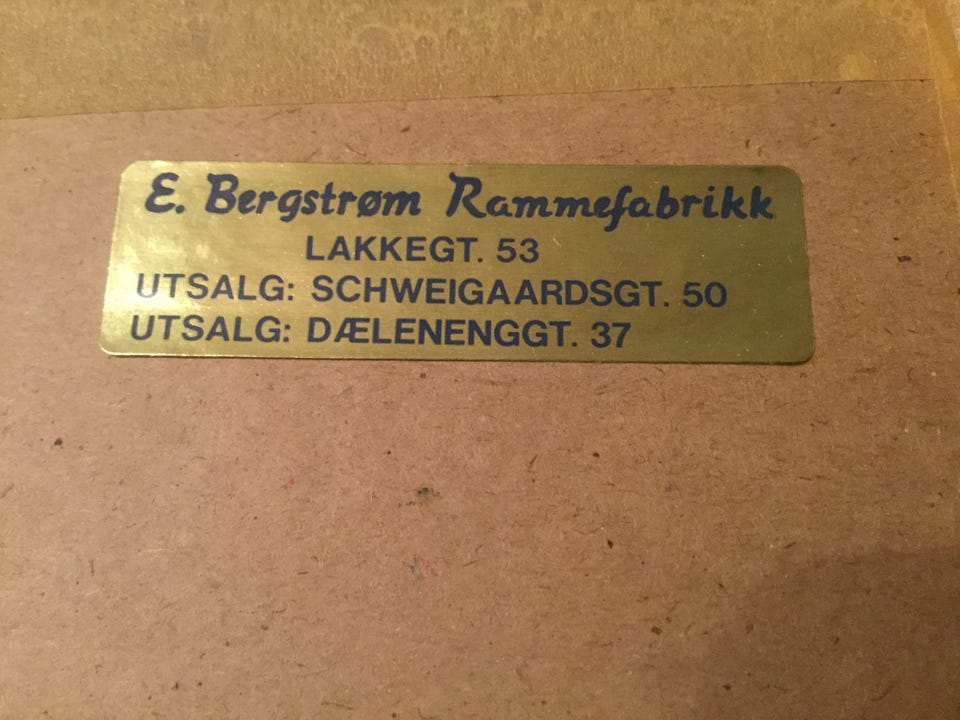 E. Bergstrøm Rammefabrikk
LAKKEGT. 53
UTSALG: SCHWEIGAARDSGT. 50
UTSALG: DÆLENENGGT. 37